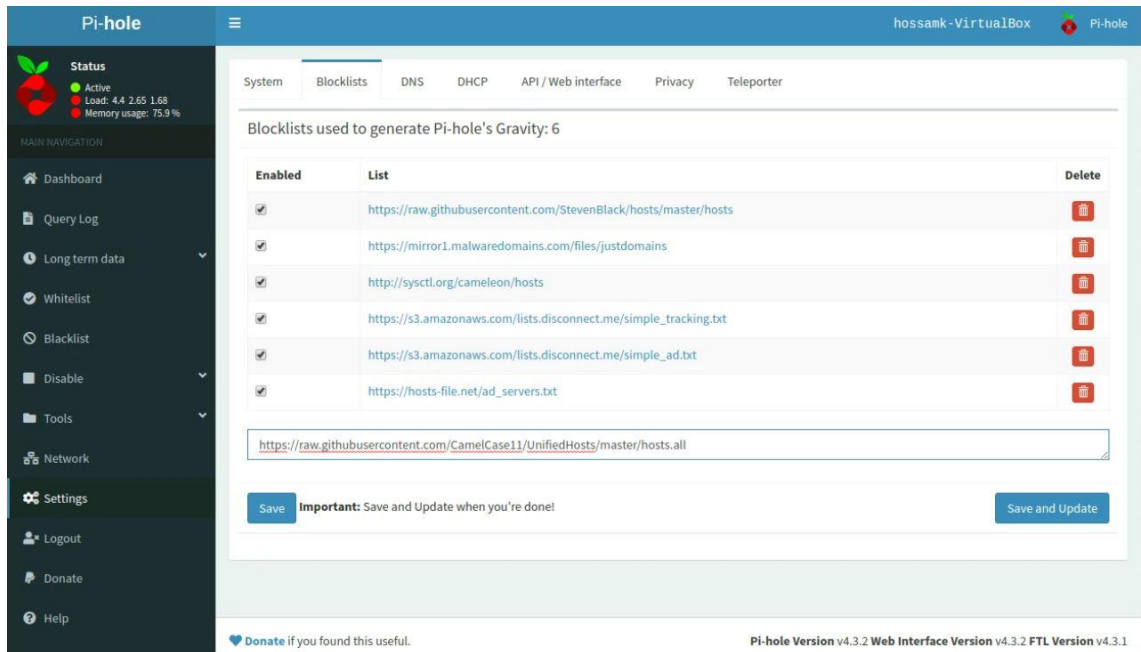 Pi-hole
hossamk-VirtualBox
Pi-hole
Status
Active
Load: 4.4 2.65 1.68
Memory usage: 75.9 %
MAIN NAVIGATION
Dashboard
Query Log
Long term data
Whitelist
Blacklist
Disable
Tools
Network
Settings
Logout
Donate
Help
System Blocklists DNS DHCP API / Web interface Privacy Teleporter
Blocklists used to generate Pi-hole's Gravity: 6
Enabled List Delete
https://raw.githubusercontent.com/StevenBlack/hosts/master/hosts
https://mirror1.malwaredomains.com/files/justdomains
http://sysctl.org/cameleon/hosts
https://s3.amazonaws.com/lists.disconnect.me/simple_tracking.txt
https://s3.amazonaws.com/lists.disconnect.me/simple_ad.txt
https://hosts-file.net/ad_servers.txt
https://raw.githubusercontent.com/CamelCase11/UnifiedHosts/master/hosts.all
Save Important: Save and Update when you're done! Save and Update
Donate if you found this useful.
Pi-hole Version v4.3.2 Web Interface Version v4.3.2 FTL Version v4.3.1